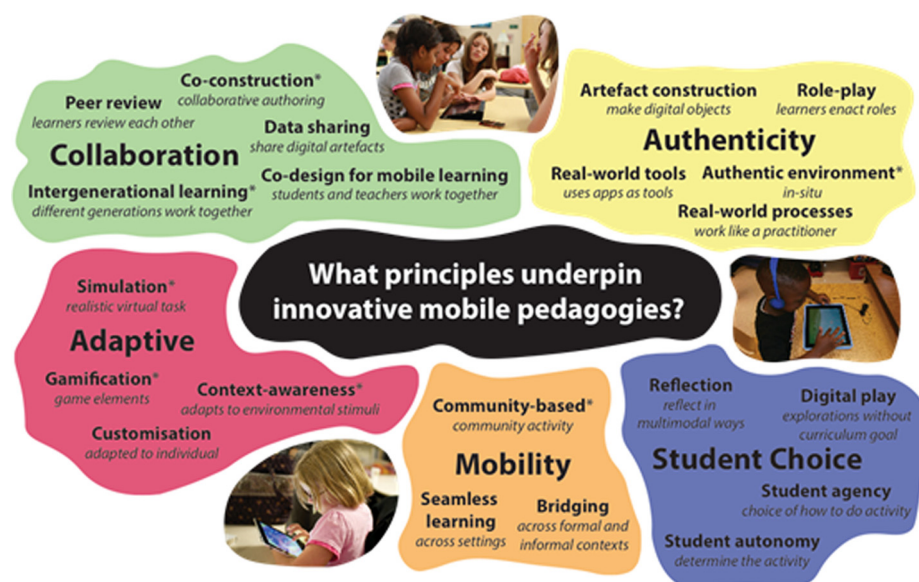 Co-construction*
collaborative authoring
Peer review
learners review each other
Data sharing
share digital artefacts
Collaboration
Intergenerational learning*
different generations work together
Co-design for mobile learning
students and teachers work together
Artefact construction
make digital objects
Role-play
learners enact roles
Authenticity
Real-world tools
uses apps as tools
Authentic environment*
in-situ
Real-world processes
work like a practitioner
What principles underpin
innovative mobile pedagogies?
Simulation*
realistic virtual task
Adaptive
Gamification*
game elements
Context-awareness*
adapts to environmental stimuli
Customisation
adapted to individual
Community-based*
community activity
Mobility
Seamless
learning
across settings
Bridging
across formal and
informal contexts
Reflection
reflect in
multimodal ways
Digital play
explorations without
curriculum goal
Student Choice
Student agency
choice of how to do activity
Student autonomy
determine the activity